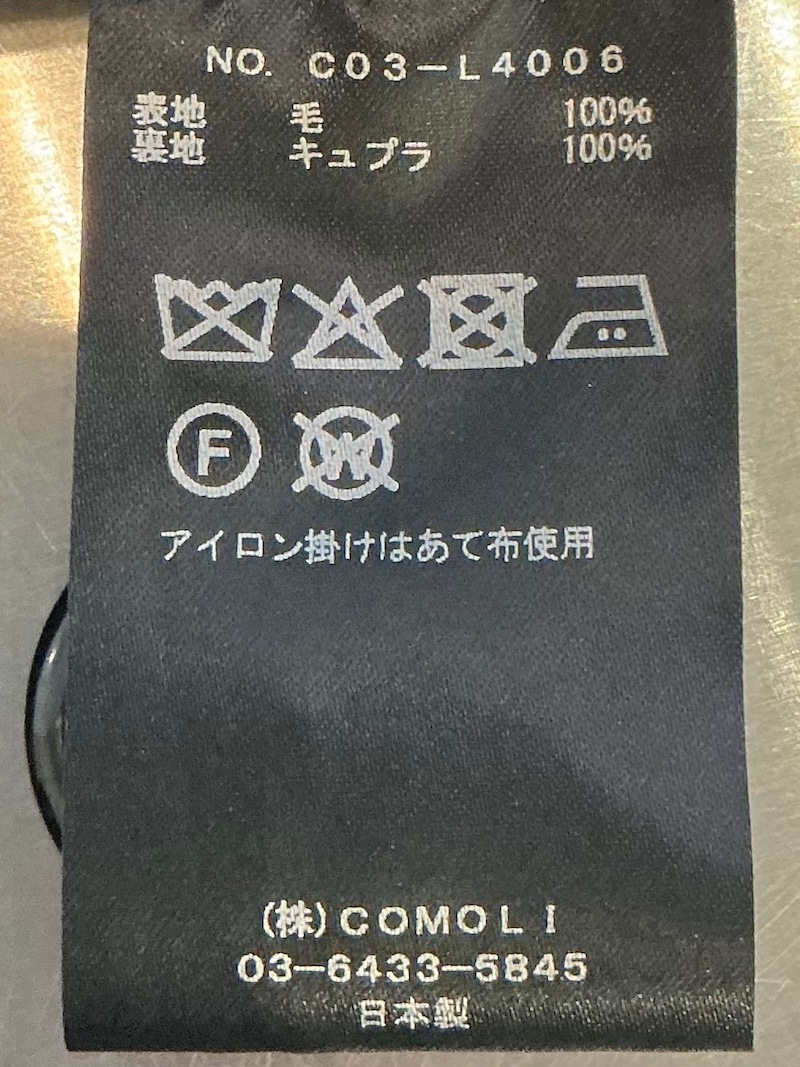 NO. C03-L4006
表地 毛 100%
裏地 キュプラ 100%
F W
アイロン掛けはあて布使用
(株)COMOLI
03-6433-5845
日本製